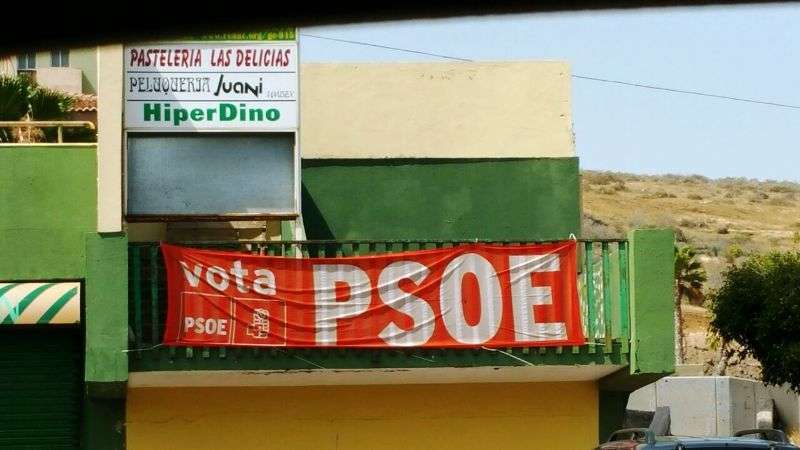 PASTELERIA LAS DELICIAS
PELUQUERIA Juani
HiperDino
vota PSOE
PSOE